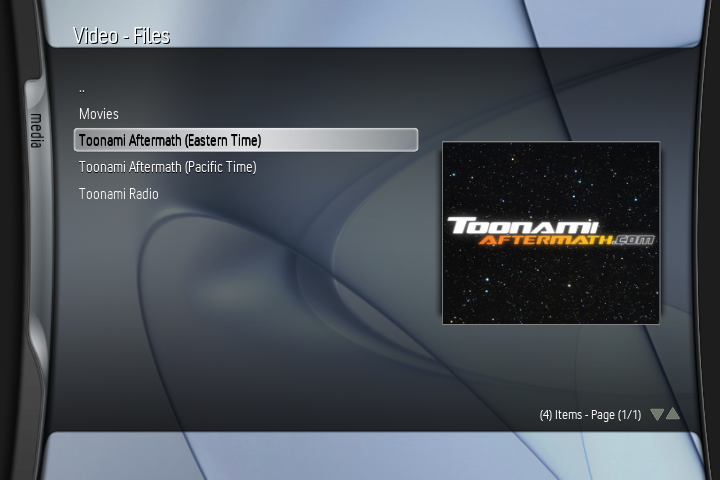 Video - Files
media
..
Movies
Toonami Aftermath (Eastern Time)
Toonami Aftermath (Pacific Time)
Toonami Radio
TOONAMI
AFTERMATH.COM
(4) Items - Page (1/1)